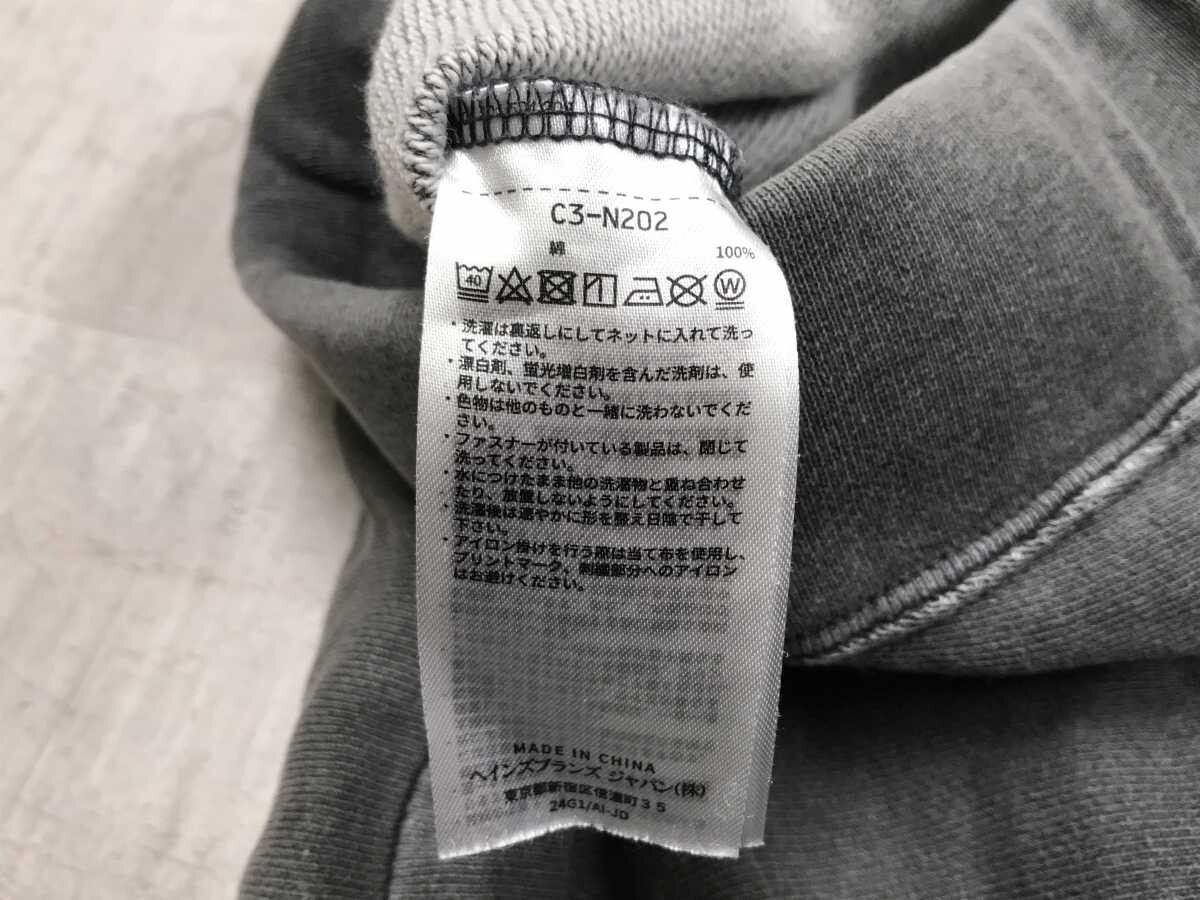 C3-N202
綿 100%
40 W
・洗濯は裏返しにしてネットに入れて洗っ
てください。
・漂白剤、蛍光増白剤を含んだ洗剤は、使
用しないでください。
・色物は他のものと一緒に洗わないでくだ
さい。
・ファスナーが付いている製品は、閉じて
洗ってください。
・水につけたまま他の洗濯物と重ね合わせ
たり、放置しないようにしてください。
・洗濯後は速やかに形を整え日陰で干して
下さい。
・アイロン掛けを行う際は当て布を使用し、
プリントマーク、刺繍部分へのアイロン
はお避けください。
MADE IN CHINA
ヘインズブランズ ジャパン(株)
東京都新宿区信濃町35
24G1/AI-JD